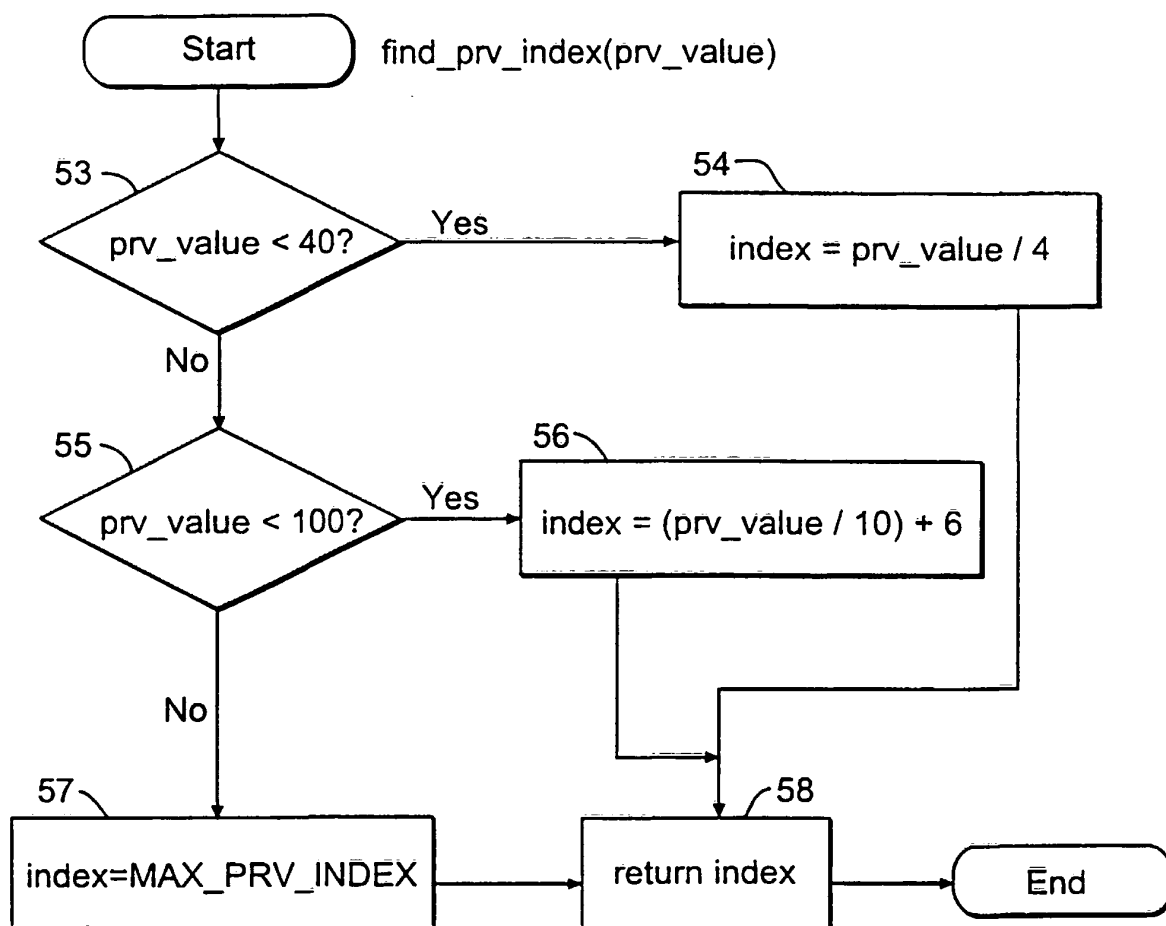 Start
find_prv_index(prv_value)
53
prv_value < 40?
Yes
54
index = prv_value / 4
No
55
prv_value < 100?
Yes
56
index = (prv_value / 10) + 6
No
57
index=MAX_PRV_INDEX
58
return index
End